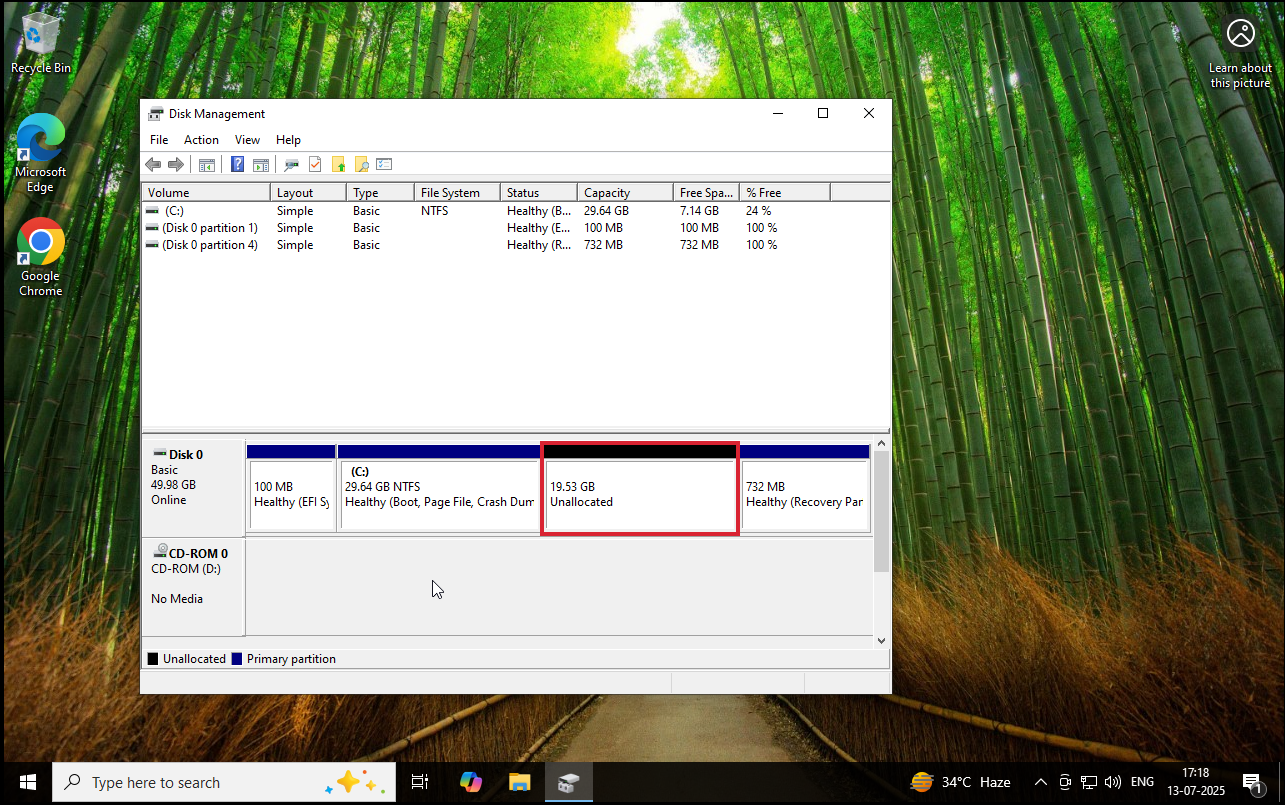 Recycle Bin
Learn about
this picture
Microsoft
Edge
Google
Chrome
Disk Management
File Action View Help
Volume Layout Type File System Status Capacity Free Spa... % Free
(C:) Simple Basic NTFS Healthy (B... 29.64 GB 7.14 GB 24 %
(Disk 0 partition 1) Simple Basic Healthy (E... 100 MB 100 MB 100 %
(Disk 0 partition 4) Simple Basic Healthy (R... 732 MB 732 MB 100 %
Disk 0
Basic
49.98 GB
Online
100 MB
Healthy (EFI Sy
(C:)
29.64 GB NTFS
Healthy (Boot, Page File, Crash Dum
19.53 GB
Unallocated
732 MB
Healthy (Recovery Par
CD-ROM 0
CD-ROM (D:)
No Media
Unallocated Primary partition
Type here to search
34°C Haze
ENG
17:18
13-07-2025
1